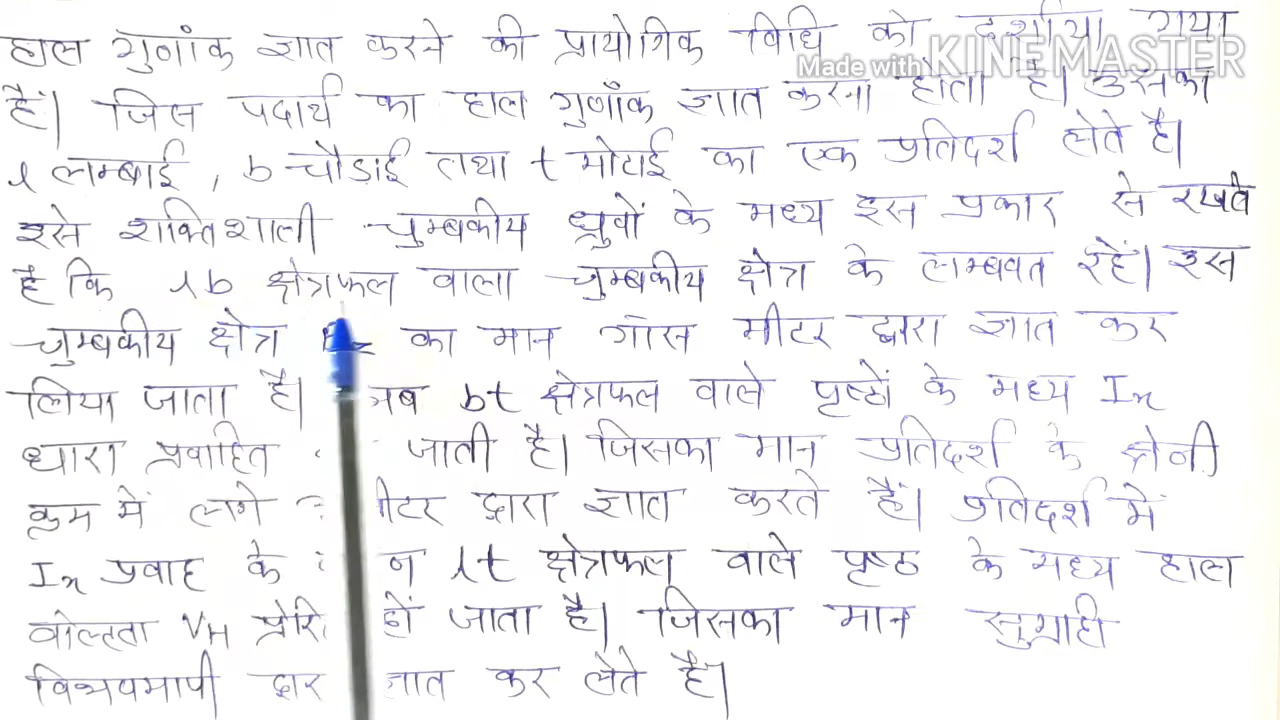 हाल गुणांक ज्ञात करने की प्रायोगिक विधि को दर्शाया गया
Made with KINEMASTER
हैं। जिस पदार्थ का हाल गुणाँक ज्ञात करना होता है। उसका
l लम्बाई, b चौड़ाई तथा t मोटाई का एक प्रतिदर्श लेते है।
इसे शक्तिशाली चुम्बकीय ध्रुवों के मध्य इस प्रकार से रखते
है कि lb क्षेत्रफल वाला चुम्बकीय क्षेत्र के लम्बवत रहें। इस
चुम्बकीय क्षेत्र का मान गॉस मीटर द्वारा ज्ञात कर
लिया जाता है। अब bt क्षेत्रफल वाले पृष्ठों के मध्य Ix
धारा प्रवाहित जाती है। जिसका मान प्रतिदर्श के श्रेनी
क्रम में लगे मीटर द्वारा ज्ञात करते हैं। प्रतिदर्श में
Ix प्रवाह के lt क्षेत्रफल वाले पृष्ठ के मध्य हाल
वोल्टता VH प्रेरि हो जाता है। जिसका मान सुग्राही
विभवमापी द्वार ज्ञात कर लेते है।